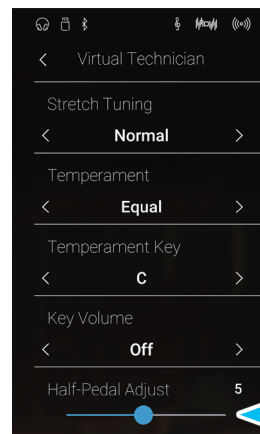 Virtual Technician
Stretch Tuning
Normal
Temperament
Equal
Temperament Key
C
Key Volume
Off
Half-Pedal Adjust 5